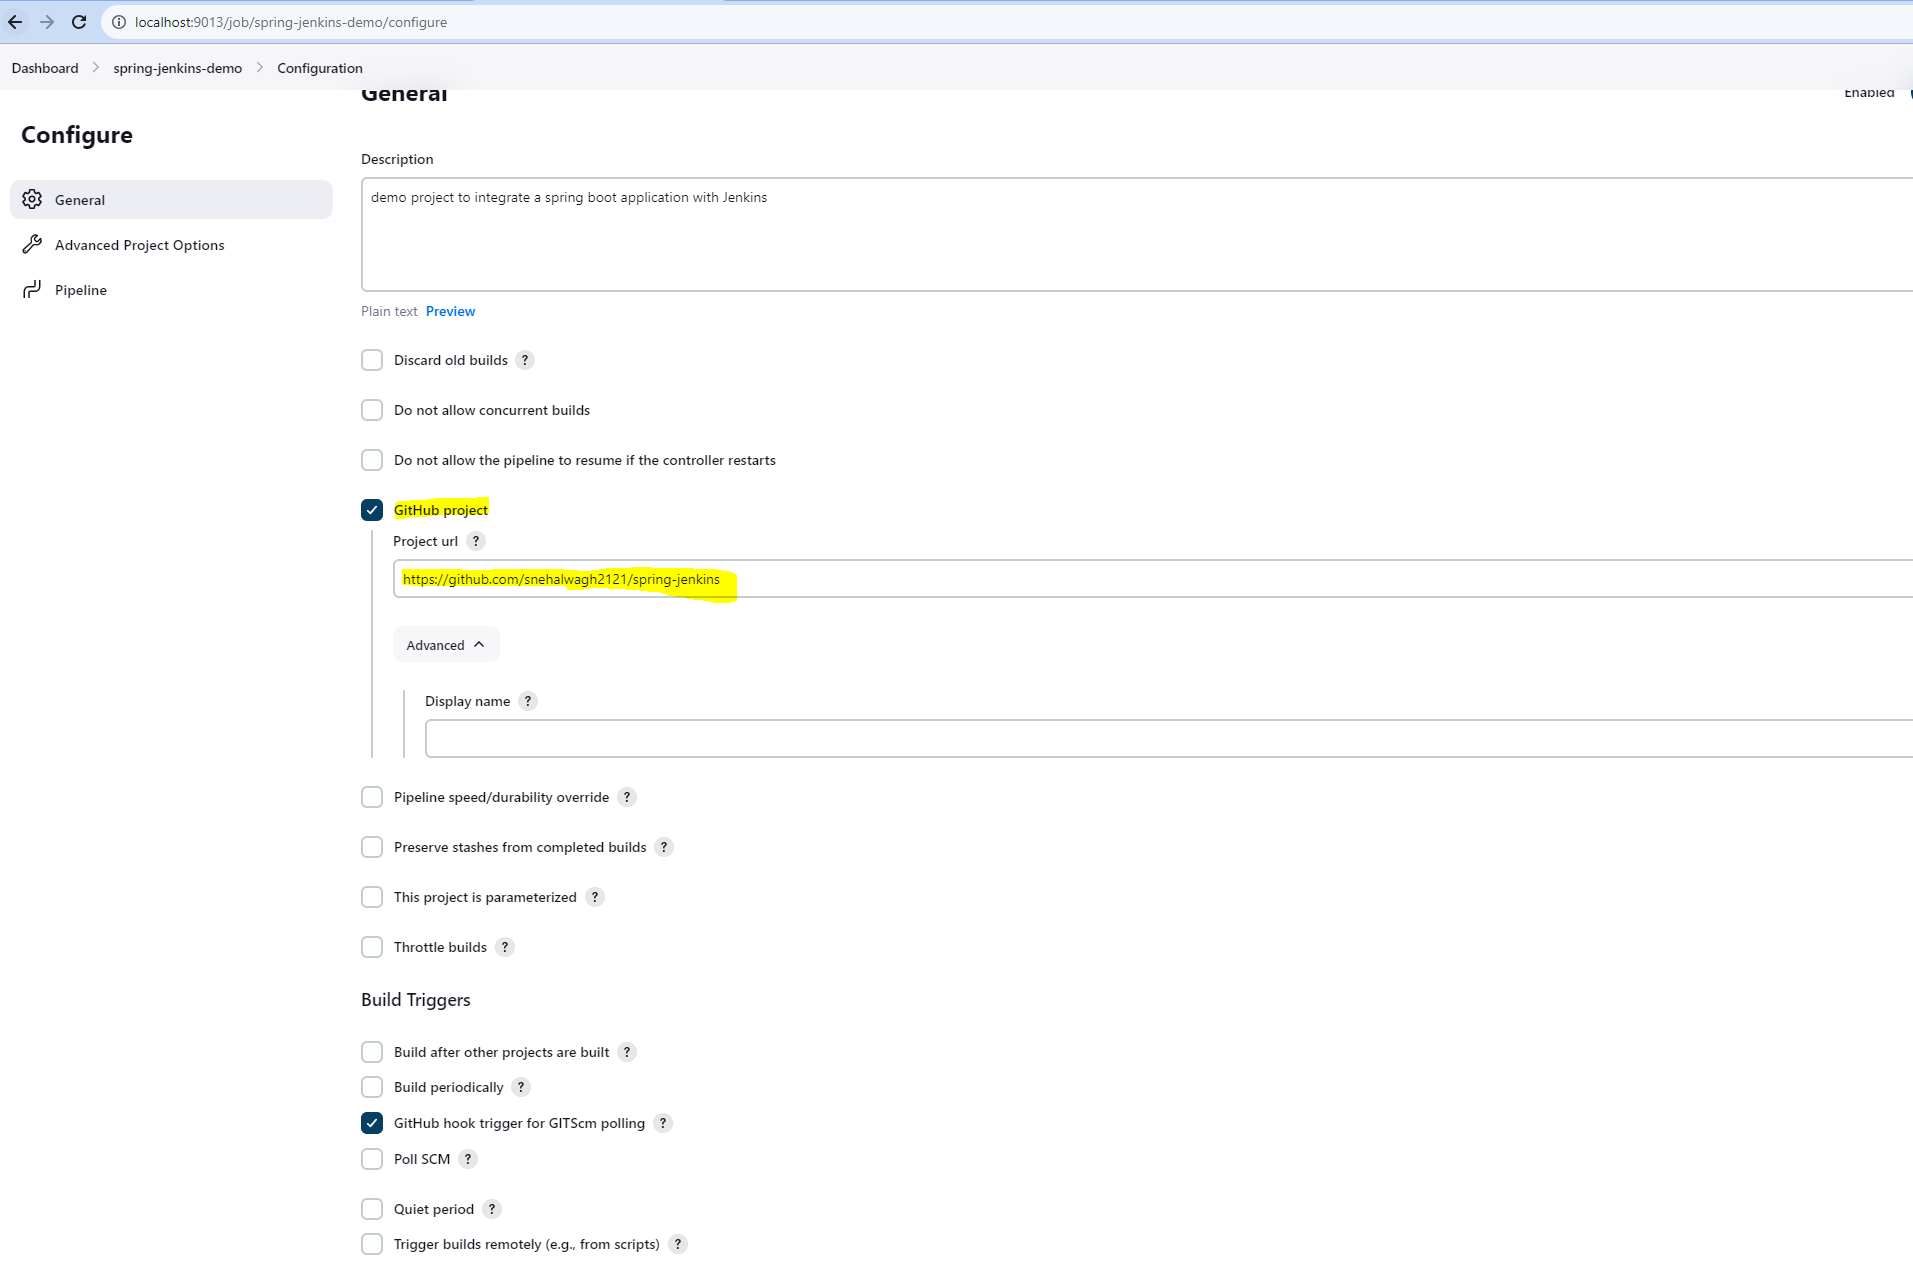 localhost:9013/job/spring-jenkins-demo/configure
Dashboard > spring-jenkins-demo > Configuration
General
Enabled
Configure
General
Advanced Project Options
Pipeline
Description
demo project to integrate a spring boot application with Jenkins
Plain text Preview
Discard old builds ?
Do not allow concurrent builds
Do not allow the pipeline to resume if the controller restarts
GitHub project
Project url ?
https://github.com/snehalwagh2121/spring-jenkins
Advanced
Display name ?
Pipeline speed/durability override ?
Preserve stashes from completed builds ?
This project is parameterized ?
Throttle builds ?
Build Triggers
Build after other projects are built ?
Build periodically ?
GitHub hook trigger for GITScm polling ?
Poll SCM ?
Quiet period ?
Trigger builds remotely (e.g., from scripts) ?